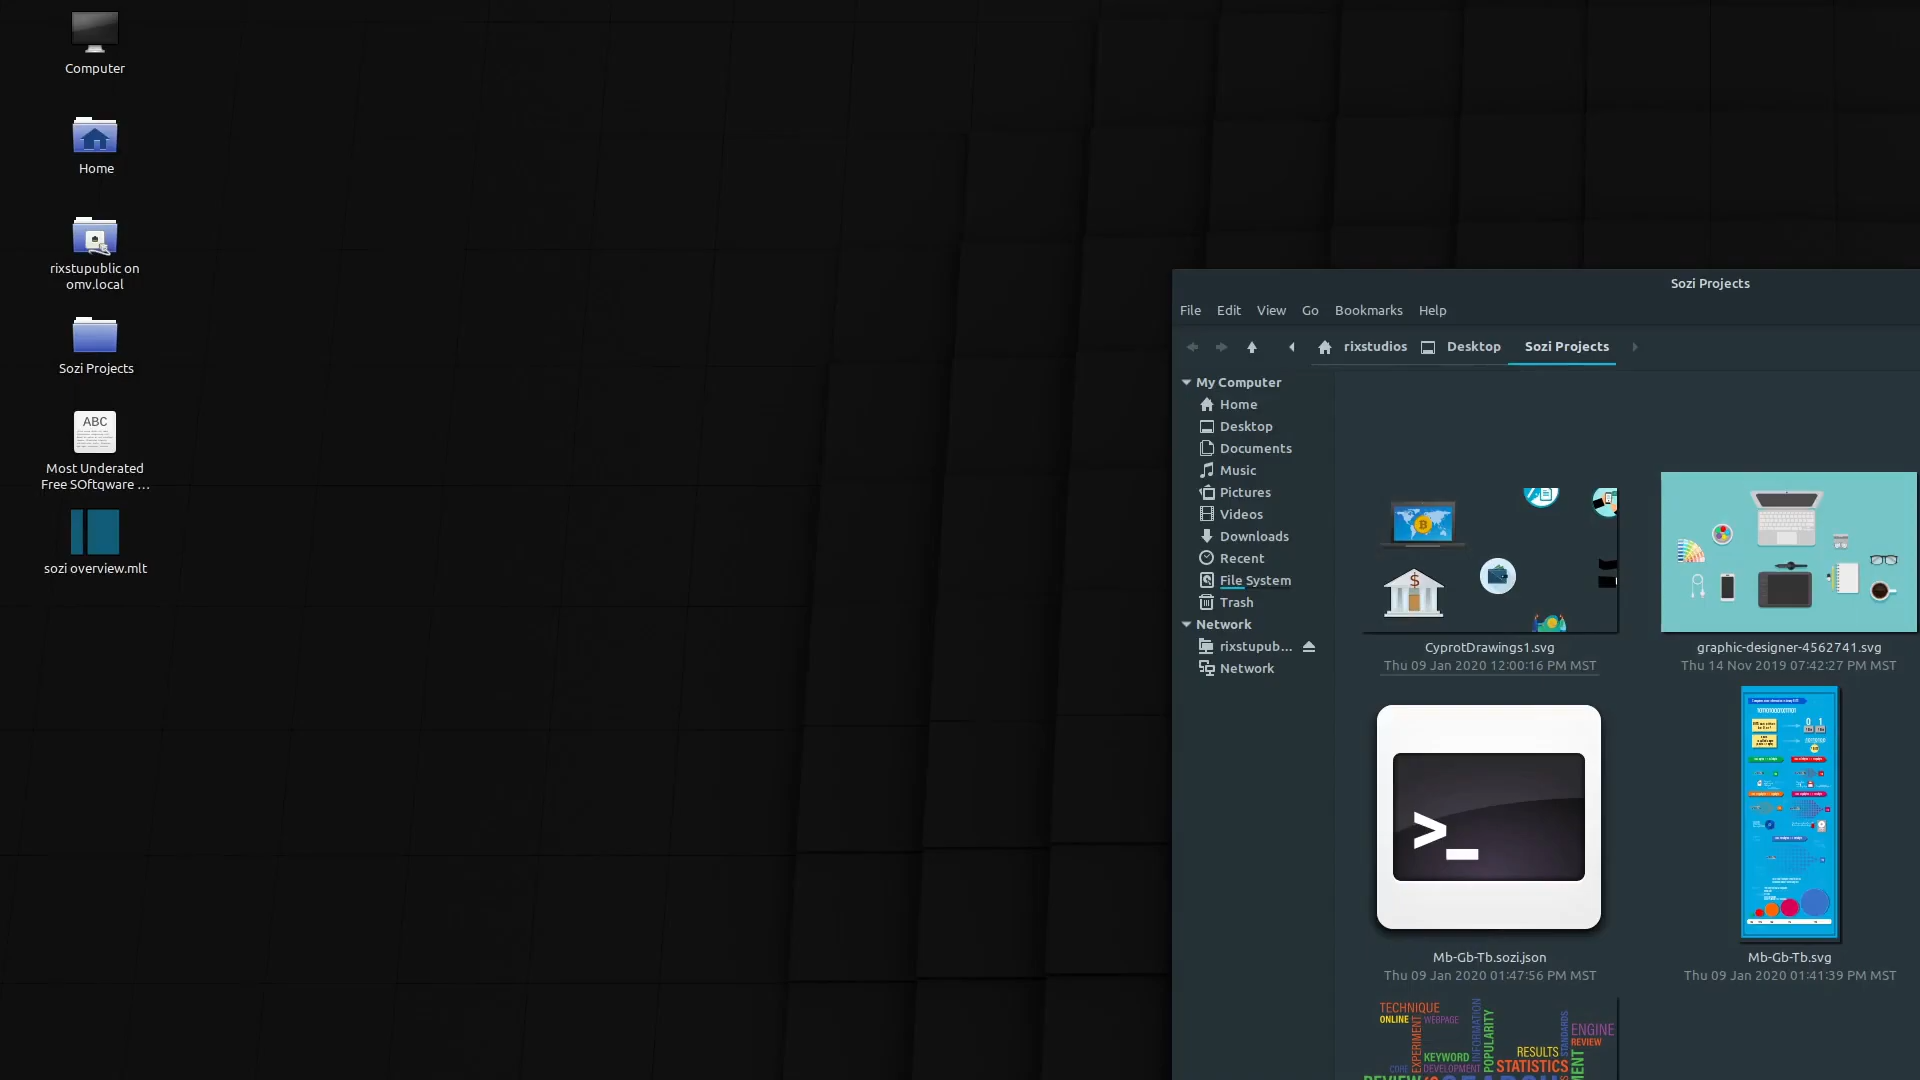 Computer
Home
rixstupublic on
omv.local
Sozi Projects
ABC
Most Underated
Free SOftqware ...
sozi overview.mlt
Sozi Projects
File Edit View Go Bookmarks Help
rixstudios Desktop Sozi Projects
My Computer
Home
Desktop
Documents
Music
Pictures
Videos
Downloads
Recent
File System
Trash
Network
rixstupub...
Network
CyprotDrawings1.svg
Thu 09 Jan 2020 12:00:16 PM MST
graphic-designer-4562741.svg
Thu 14 Nov 2019 07:42:27 PM MST
>_
Mb-Gb-Tb.sozi.json
Thu 09 Jan 2020 01:47:56 PM MST
Mb-Gb-Tb.svg
Thu 09 Jan 2020 01:41:39 PM MST
TECHNIQUE
ONLINE WEBPAGE
EXPERIMENT
INFORMATION
POPULARITY
STANDARDS
ENGINE
REVIEW
RESULTS
KEYWORD
STATISTICS
CORE DEVELOPMENT